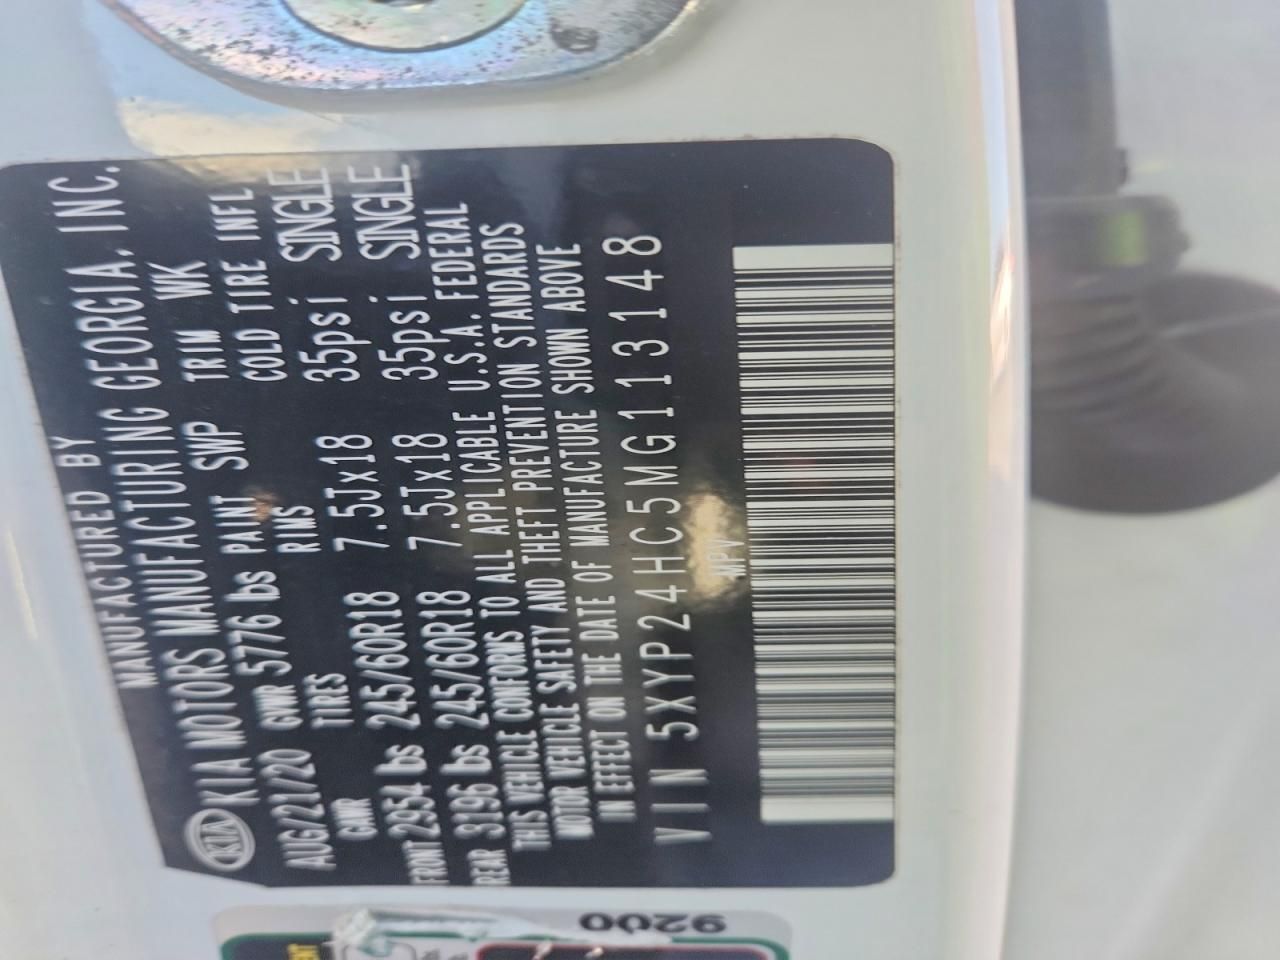 MANUFACTURED BY
KIA KIA MOTORS MANUFACTURING GEORGIA, INC.
AUG/21/20 GVWR 5776 lbs PAINT SWP TRIM WK
GAWR TIRES RIMS COLD TIRE INFL
FRONT 2954 lbs 245/60R18 7.5Jx18 35psi SINGLE
REAR 3196 lbs 245/60R18 7.5Jx18 35psi SINGLE
THIS VEHICLE CONFORMS TO ALL APPLICABLE U.S.A. FEDERAL
MOTOR VEHICLE SAFETY AND THEFT PREVENTION STANDARDS
IN EFFECT ON THE DATE OF MANUFACTURE SHOWN ABOVE
VIN 5XYP24HC5MG113148
MPV
9200